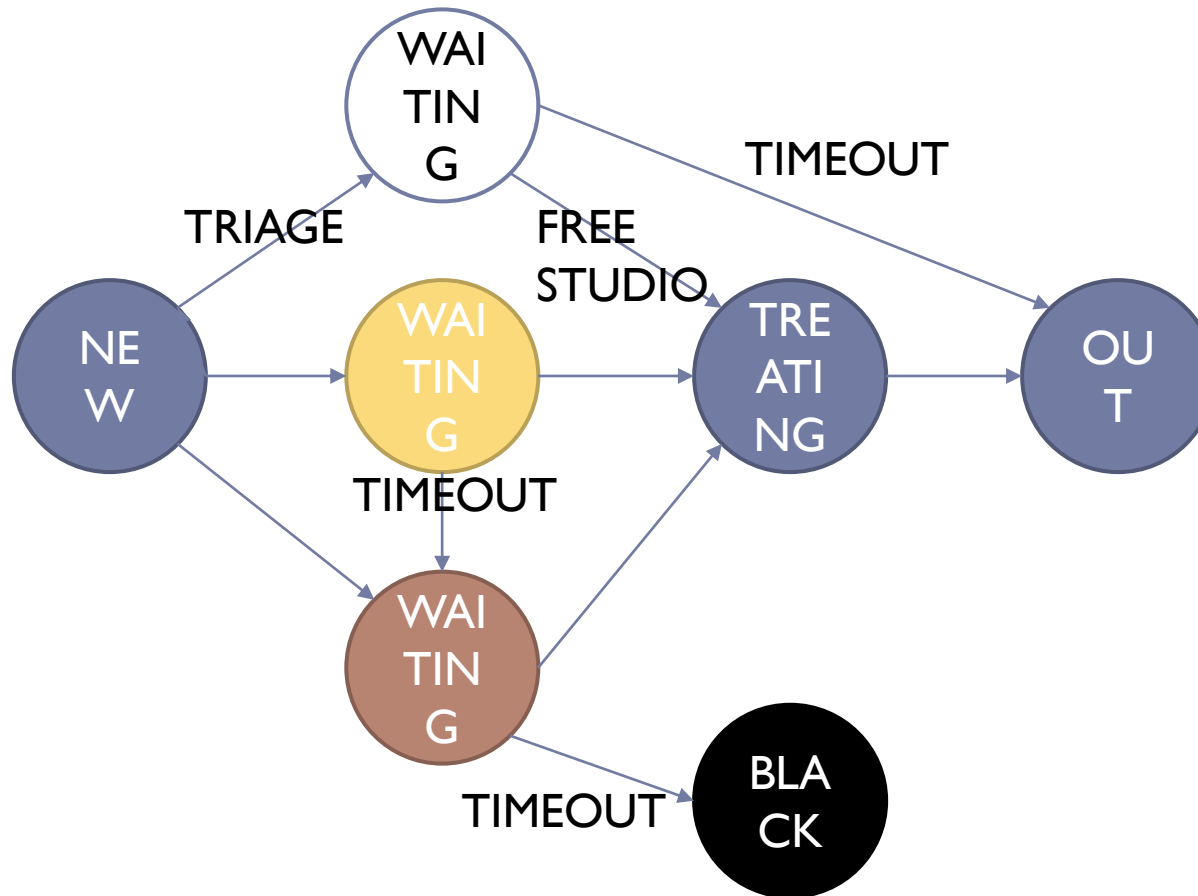 WAI
TIN
G
TIMEOUT
TRIAGE
FREE
STUDIO
NE
W
WAI
TIN
G
TRE
ATI
NG
OU
T
TIMEOUT
WAI
TIN
G
TIMEOUT
BLA
CK